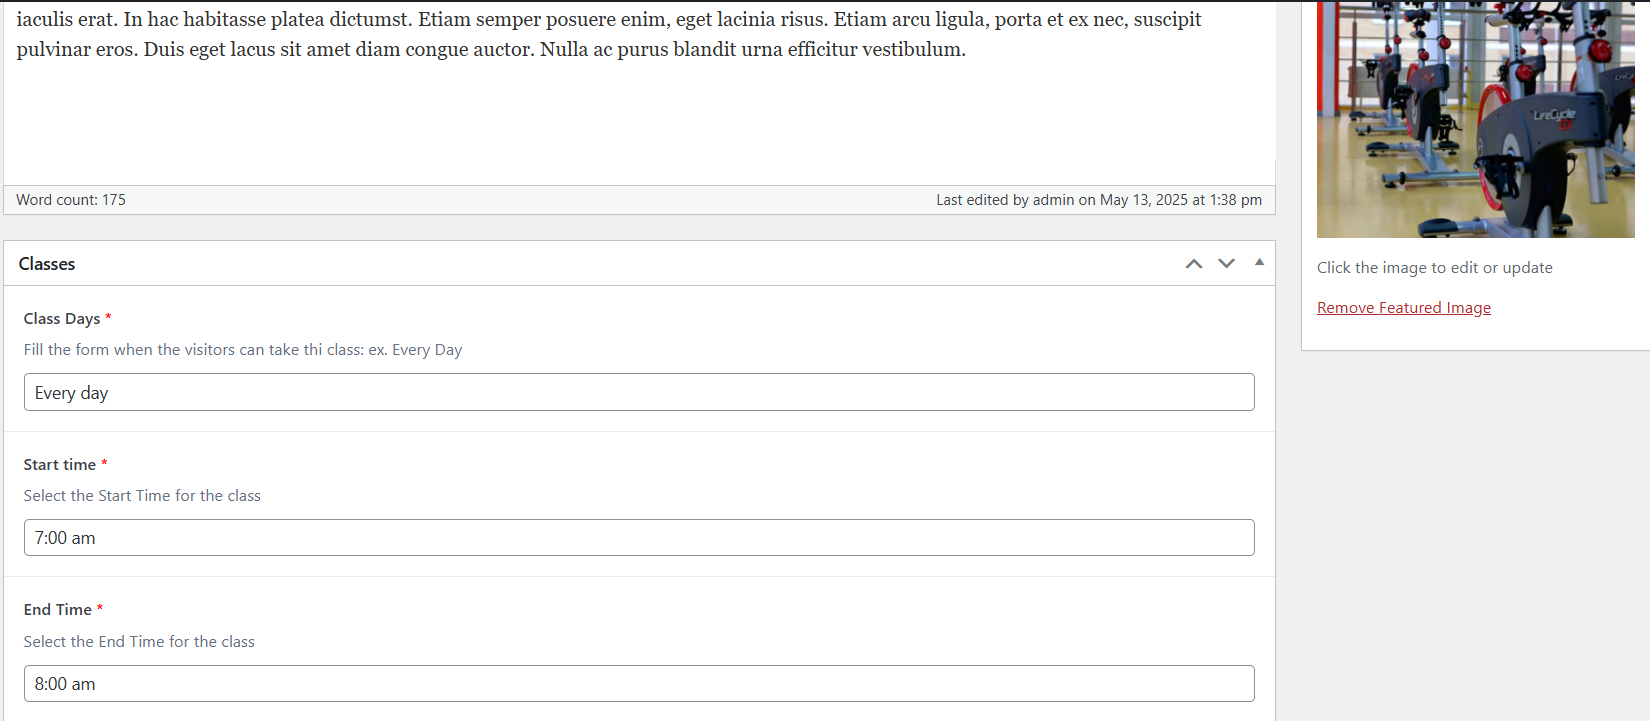 iaculis erat. In hac habitasse platea dictumst. Etiam semper posuere enim, eget lacinia risus. Etiam arcu ligula, porta et ex nec, suscipit
pulvinar eros. Duis eget lacus sit amet diam congue auctor. Nulla ac purus blandit urna efficitur vestibulum.
Word count: 175
Last edited by admin on May 13, 2025 at 1:38 pm
Classes
Class Days *
Fill the form when the visitors can take thi class: ex. Every Day
Every day
Start time *
Select the Start Time for the class
7:00 am
End Time *
Select the End Time for the class
8:00 am
LifeCycle
Click the image to edit or update
Remove Featured Image